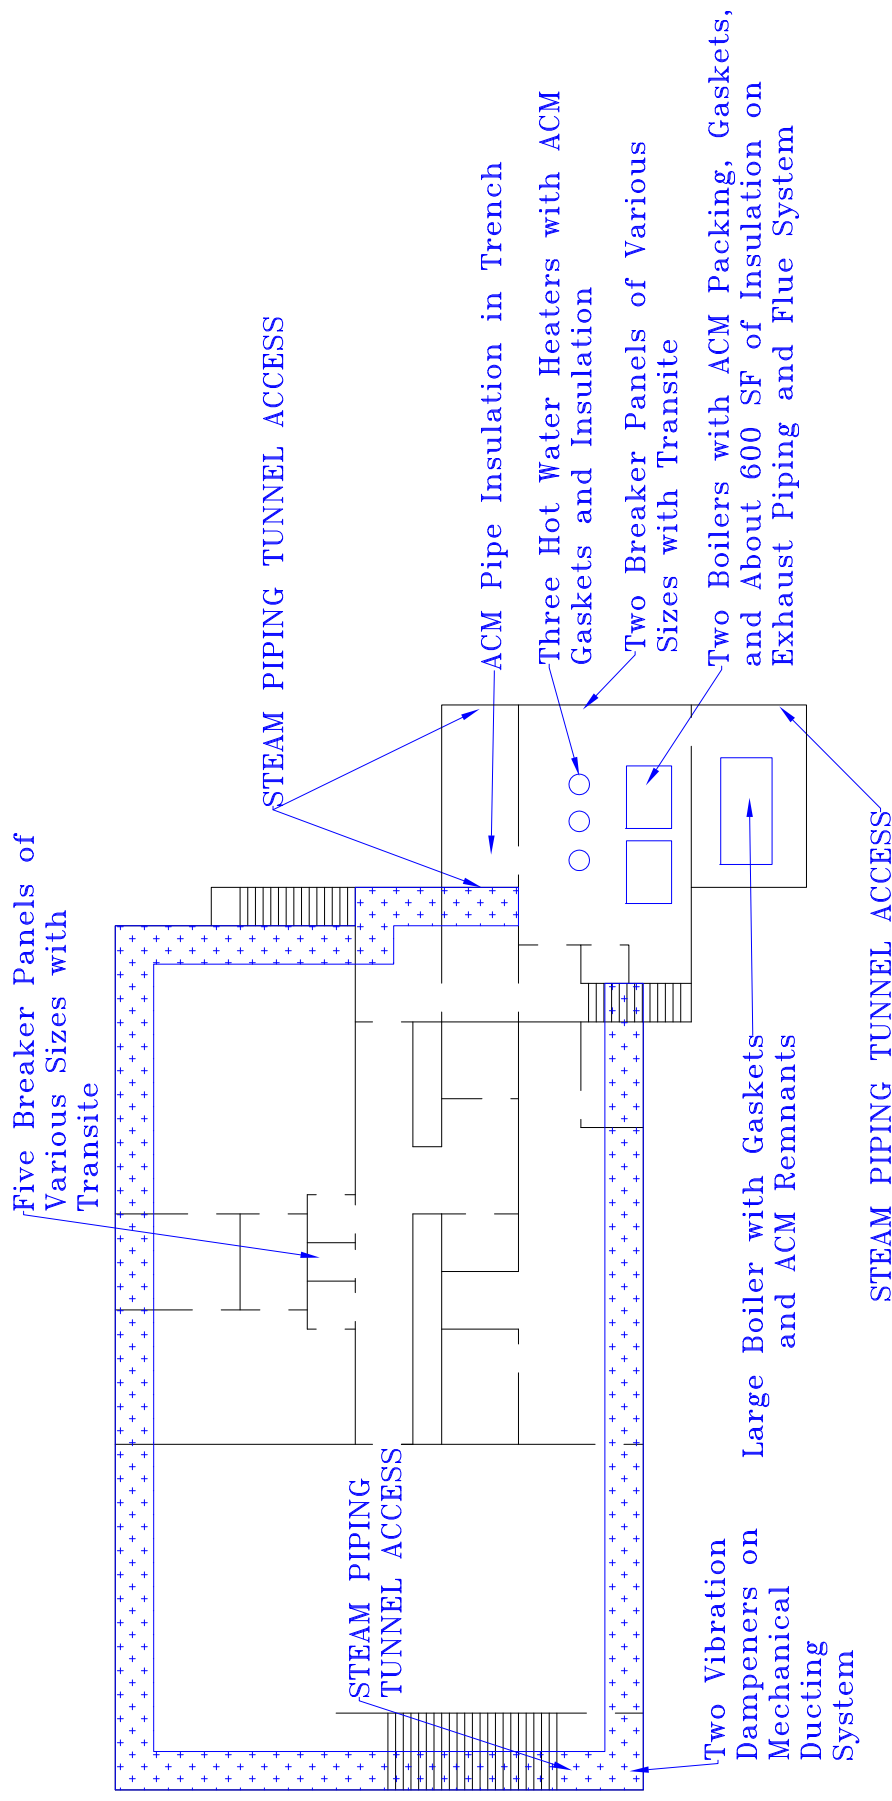 Five Breaker Panels of
Various Sizes with
Transite
STEAM PIPING TUNNEL ACCESS
STEAM PIPING
TUNNEL ACCESS
ACM Pipe Insulation in Trench
Three Hot Water Heaters with ACM
Gaskets and Insulation
Two Breaker Panels of Various
Sizes with Transite
Two Boilers with ACM Packing, Gaskets,
and About 600 SF of Insulation on
Exhaust Piping and Flue System
Two Vibration
Dampeners on
Mechanical
Ducting
System
Large Boiler with Gaskets
and ACM Remnants
STEAM PIPING TUNNEL ACCESS